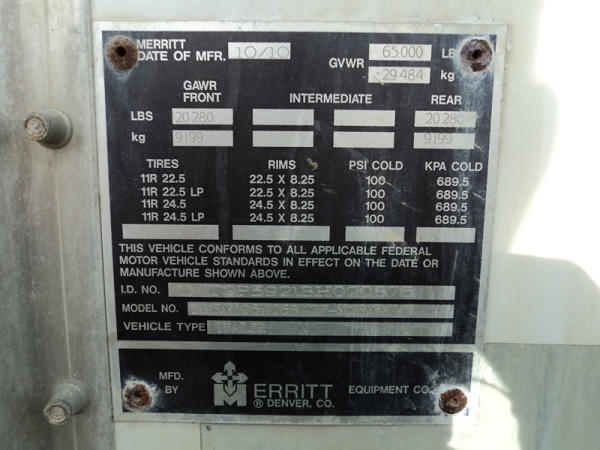 MERRITT
DATE OF MFR. 10/10 GVWR 65000 LB
29484 kg
GAWR
FRONT INTERMEDIATE REAR
LBS 20280 20280
kg 9199 9199
TIRES RIMS PSI COLD KPA COLD
11R 22.5 22.5 X 8.25 100 689.5
11R 22.5 LP 22.5 X 8.25 100 689.5
11R 24.5 24.5 X 8.25 100 689.5
11R 24.5 LP 24.5 X 8.25 100 689.5
THIS VEHICLE CONFORMS TO ALL APPLICABLE FEDERAL
MOTOR VEHICLE STANDARDS IN EFFECT ON THE DATE OR
MANUFACTURE SHOWN ABOVE.
I.D. NO.
MODEL NO.
VEHICLE TYPE
MFD.
BY
MERRITT EQUIPMENT CO.
® DENVER, CO.